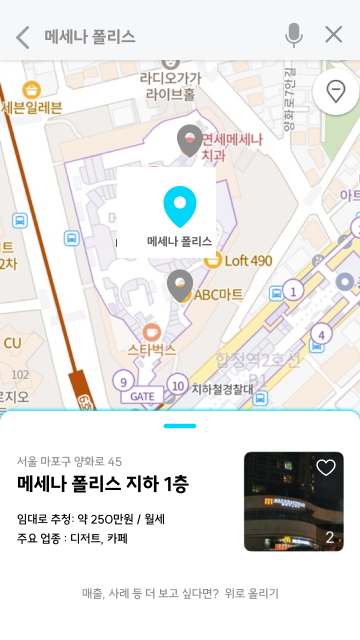 메세나 폴리스
라디오가가
라이브홀
세븐일레븐
양화로7안길
연세메세나
치과
아트
메세나 폴리스
Loft 490
2차
ABC마트
1
CU
스타벅스
4
합정역2호선
102
9
10
지하철경찰대
GATE
서울 마포구 양화로 45
메세나 폴리스 지하 1층
임대로 추청: 약 250만원 / 월세
주요 업종 : 디저트, 카페
2
매출, 사례 등 더 보고 싶다면? 위로 올리기